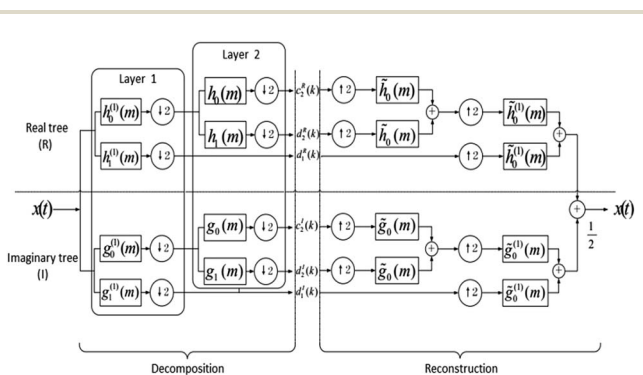 Layer 2
Layer 1
h₀(m) ↓2 c₂ᴿ(k) ↑2 h̃₀(m)
h₀⁽¹⁾(m) ↓2 + ↑2 h̃₀⁽¹⁾(m)
Real tree
(R)
h₁(m) ↓2 d₂ᴿ(k) ↑2 h̃₀(m) +
h₁⁽¹⁾(m) ↓2 d₁ᴿ(k) ↑2 h̃₀⁽¹⁾(m)
x(t) + x(t)
1
2
g₀(m) ↓2 c₂ᴵ(k) ↑2 g̃₀(m)
g₀⁽¹⁾(m) ↓2 + ↑2 g̃₀⁽¹⁾(m)
Imaginary tree
(I)
g₁(m) ↓2 d₂ᴵ(k) ↑2 g̃₀(m) +
g₁⁽¹⁾(m) ↓2 d₁ᴵ(k) ↑2 g̃₀⁽¹⁾(m)
Decomposition Reconstruction